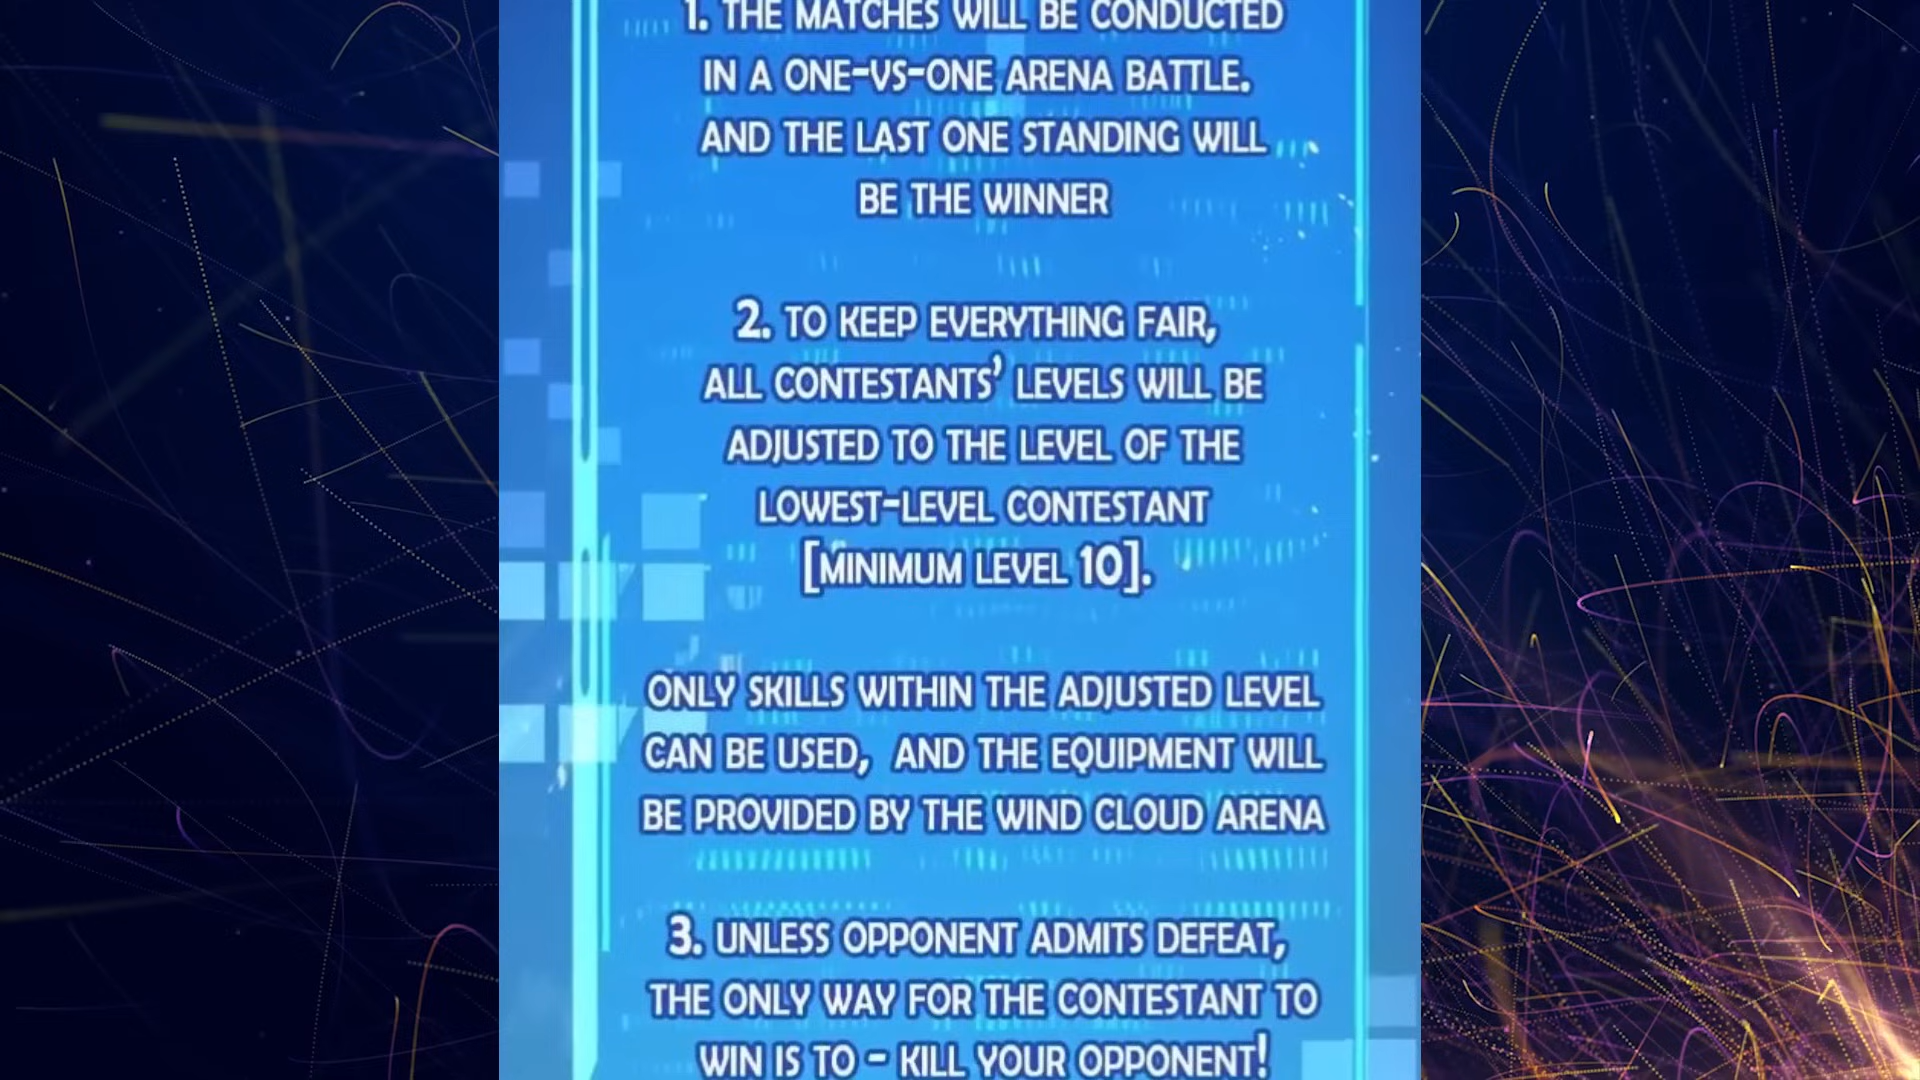 1. THE MATCHES WILL BE CONDUCTED
IN A ONE-VS-ONE ARENA BATTLE.
AND THE LAST ONE STANDING WILL
BE THE WINNER
2. TO KEEP EVERYTHING FAIR,
ALL CONTESTANTS' LEVELS WILL BE
ADJUSTED TO THE LEVEL OF THE
LOWEST-LEVEL CONTESTANT
[MINIMUM LEVEL 10].
ONLY SKILLS WITHIN THE ADJUSTED LEVEL
CAN BE USED, AND THE EQUIPMENT WILL
BE PROVIDED BY THE WIND CLOUD ARENA
3. UNLESS OPPONENT ADMITS DEFEAT,
THE ONLY WAY FOR THE CONTESTANT TO
WIN IS TO - KILL YOUR OPPONENT!